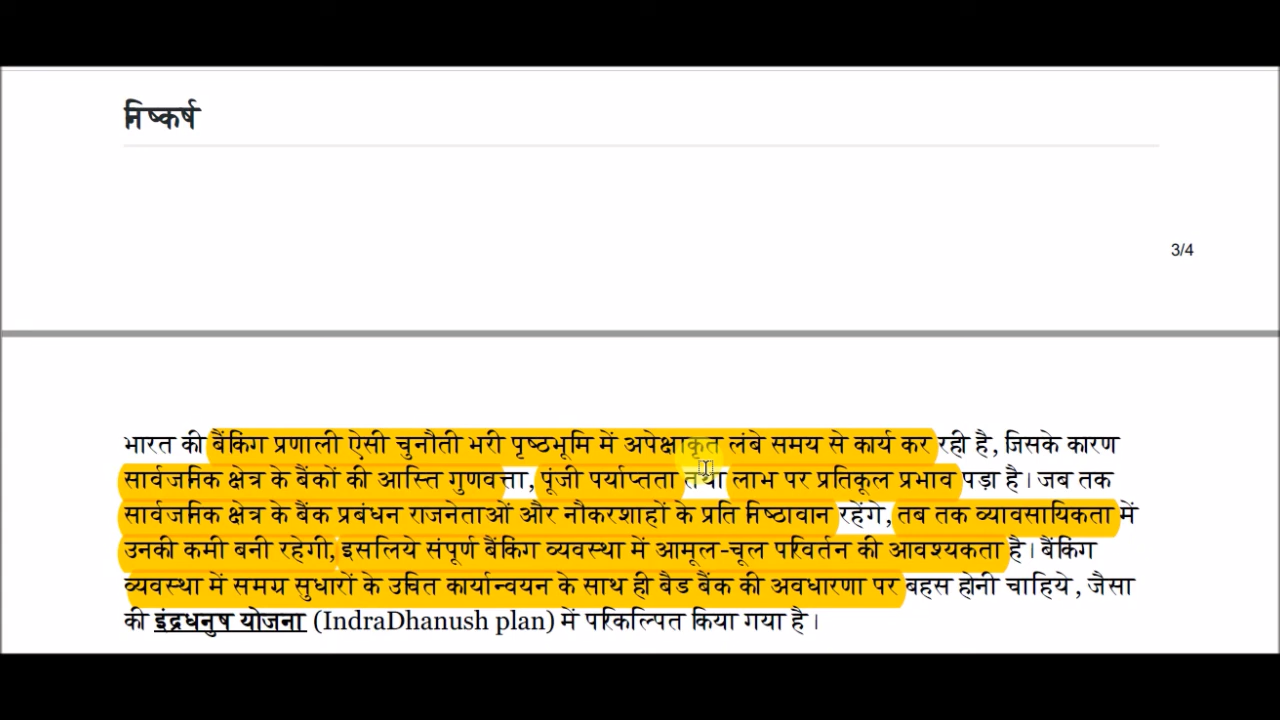 निष्कर्ष
3/4
भारत की बैंकिंग प्रणाली ऐसी चुनौती भरी पृष्ठभूमि में अपेक्षाकृत लंबे समय से कार्य कर रही है, जिसके कारण
सार्वजनिक क्षेत्र के बैंकों की आस्ति गुणवत्ता, पूंजी पर्याप्तता तथा लाभ पर प्रतिकूल प्रभाव पड़ा है। जब तक
सार्वजनिक क्षेत्र के बैंक प्रबंधन राजनेताओं और नौकरशाहों के प्रति निष्ठावान रहेंगे, तब तक व्यावसायिकता में
उनकी कमी बनी रहेगी, इसलिये संपूर्ण बैंकिंग व्यवस्था में आमूल-चूल परिवर्तन की आवश्यकता है। बैंकिंग
व्यवस्था में समग्र सुधारों के उचित कार्यान्वयन के साथ ही बैड बैंक की अवधारणा पर बहस होनी चाहिये, जैसा
की इंद्रधनुष योजना (IndraDhanush plan) में परिकल्पित किया गया है।